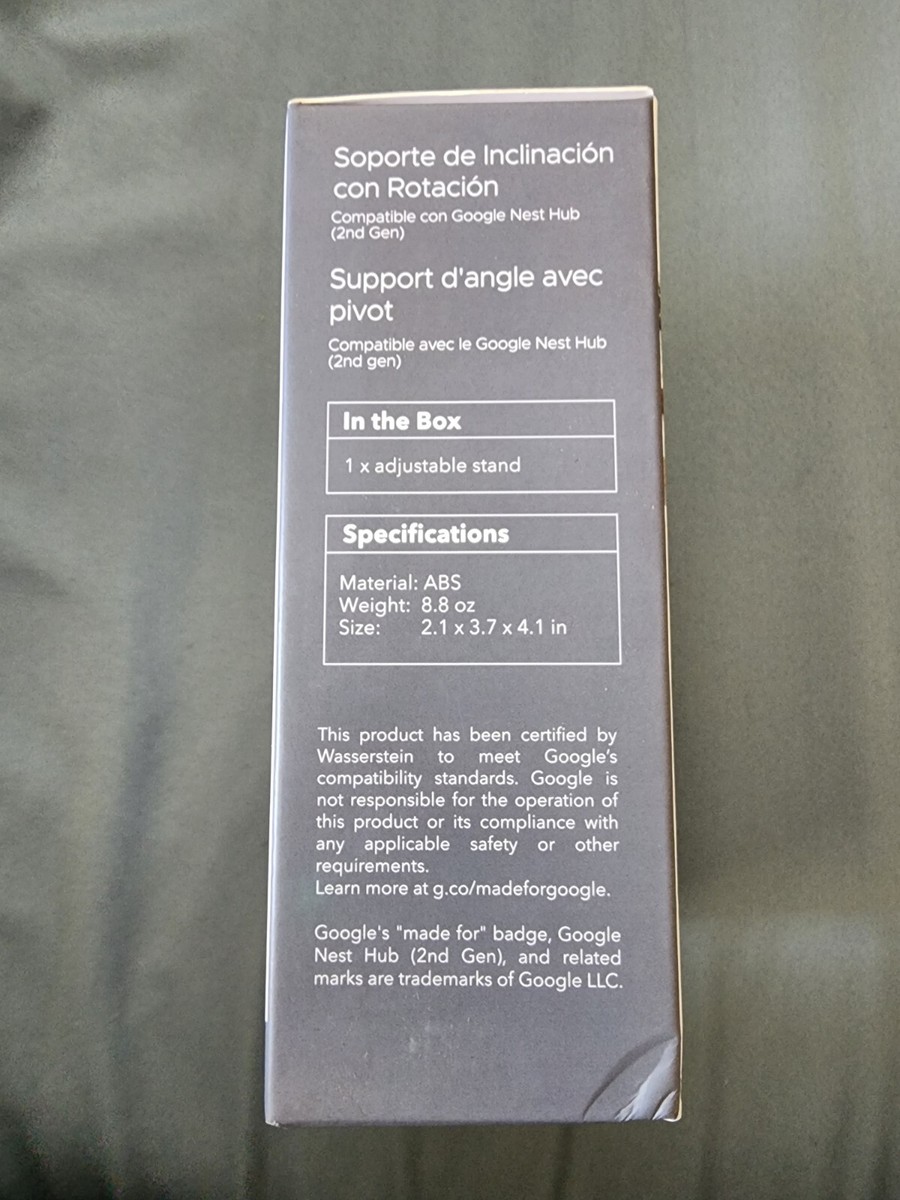 Soporte de Inclinación
con Rotación
Compatible con Google Nest Hub
(2nd Gen)
Support d'angle avec
pivot
Compatible avec le Google Nest Hub
(2nd gen)
In the Box
1 x adjustable stand
Specifications
Material: ABS
Weight: 8.8 oz
Size: 2.1 x 3.7 x 4.1 in
This product has been certified by
Wasserstein to meet Google's
compatibility standards. Google is
not responsible for the operation of
this product or its compliance with
any applicable safety or other
requirements.
Learn more at g.co/madeforgoogle.
Google's "made for" badge, Google
Nest Hub (2nd Gen), and related
marks are trademarks of Google LLC.